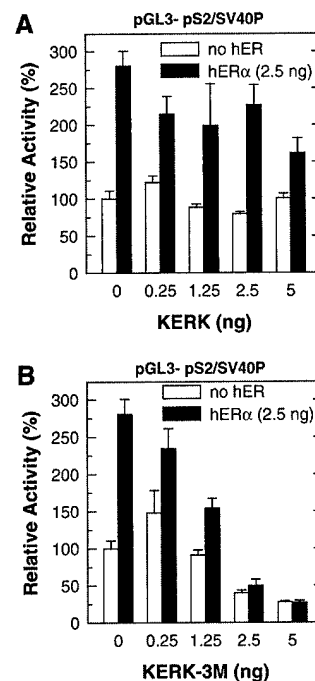 A
pGL3- pS2/SV40P
no hER
hERα (2.5 ng)
Relative Activity (%)
300
250
200
150
100
50
0
0 0.25 1.25 2.5 5
KERK (ng)
B
pGL3- pS2/SV40P
no hER
hERα (2.5 ng)
Relative Activity (%)
300
250
200
150
100
50
0
0 0.25 1.25 2.5 5
KERK-3M (ng)